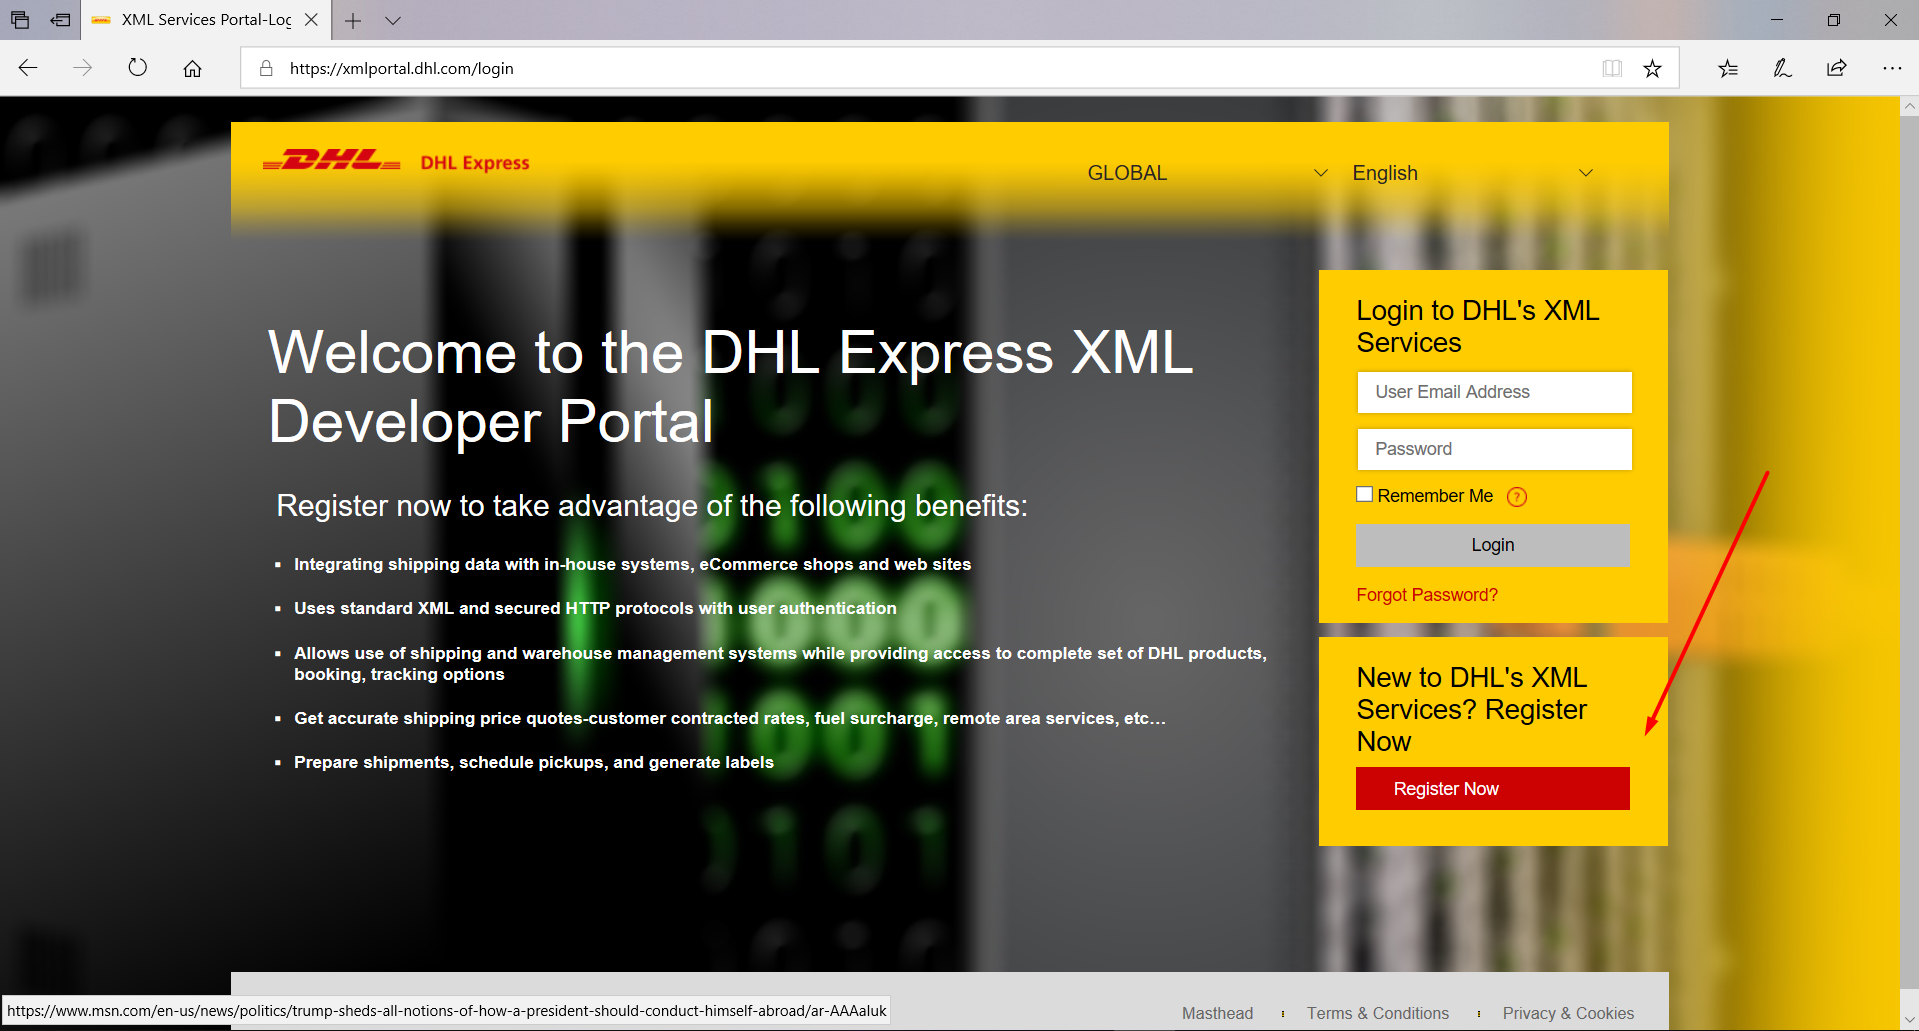 XML Services Portal-Log
https://xmlportal.dhl.com/login
DHL DHL Express
GLOBAL
English
Welcome to the DHL Express XML
Developer Portal
Register now to take advantage of the following benefits:
Integrating shipping data with in-house systems, eCommerce shops and web sites
Uses standard XML and secured HTTP protocols with user authentication
Allows use of shipping and warehouse management systems while providing access to complete set of DHL products,
booking, tracking options
Get accurate shipping price quotes-customer contracted rates, fuel surcharge, remote area services, etc…
Prepare shipments, schedule pickups, and generate labels
Login to DHL's XML
Services
User Email Address
Password
Remember Me ?
Login
Forgot Password?
New to DHL's XML
Services? Register
Now
Register Now
https://www.msn.com/en-us/news/politics/trump-sheds-all-notions-of-how-a-president-should-conduct-himself-abroad/ar-AAAaluk
Masthead
Terms & Conditions
Privacy & Cookies